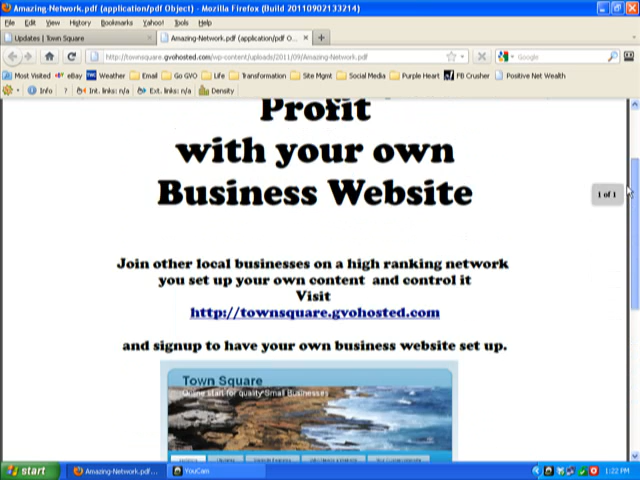 Amazing-Network.pdf (application/pdf Object) - Mozilla Firefox (Build 20110902133214)
File Edit View History Bookmarks Yahoo! Tools Help
Updates | Town Square
Amazing-Network.pdf (application/pdf O...
http://townsquare.gvohosted.com/wp-content/uploads/2011/09/Amazing-Network.pdf
Google
Most Visited eBay Weather Email Go GVO Life Transformation Site Mgmt Social Media Purple Heart FB Crusher Positive Net Wealth
Info ? Int. links: n/a Ext. links: n/a Density
Profit
with your own
Business Website
1 of 1
Join other local businesses on a high ranking network
you set up your own content and control it
Visit
http://townsquare.gvohosted.com
and signup to have your own business website set up.
Town Square
Online start for quality Small Businesses
start
Amazing-Network.pdf...
YouCam
1:22 PM